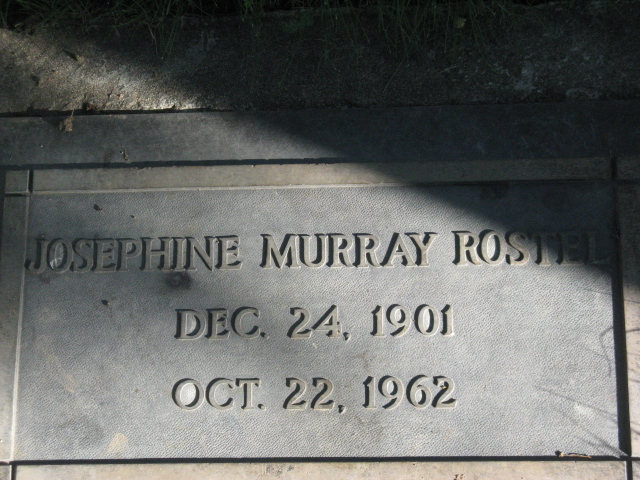 JOSEPHINE MURRAY ROSTEL
DEC. 24, 1901
OCT. 22, 1962